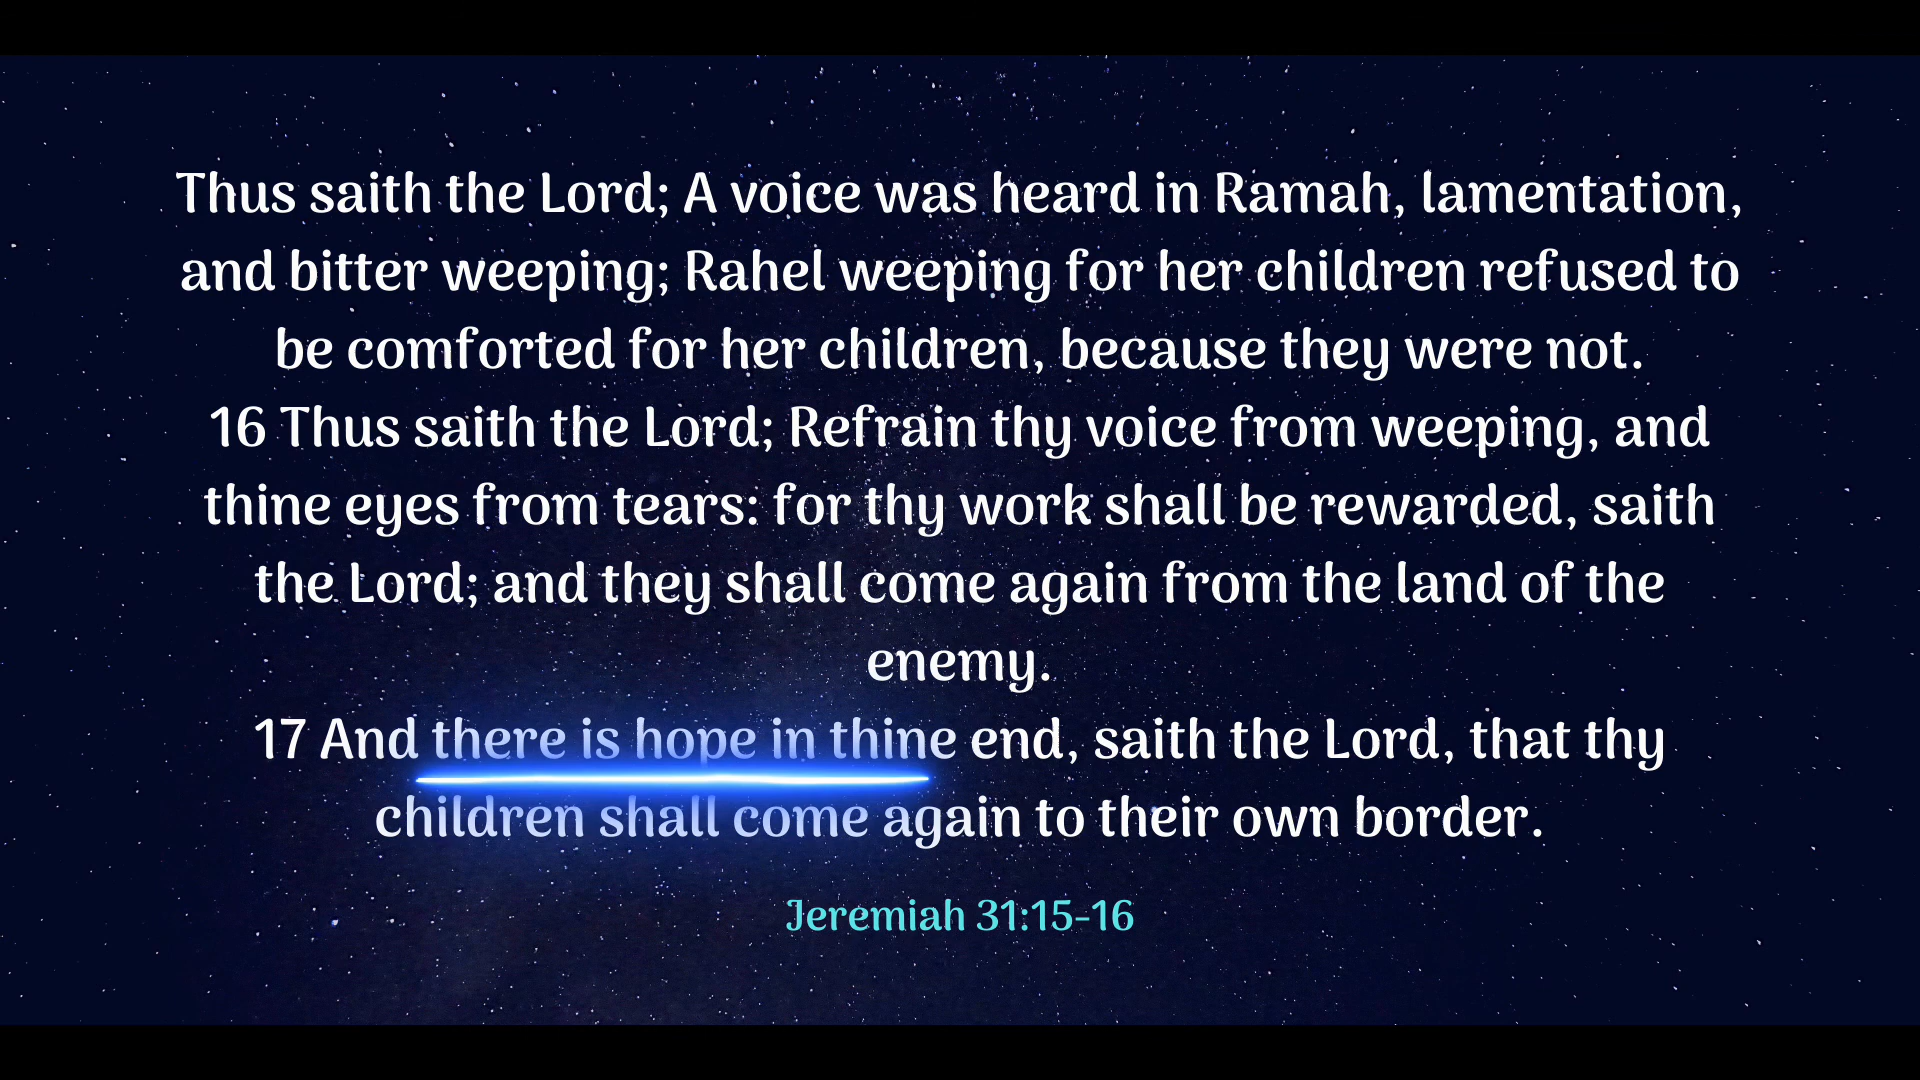 Thus saith the Lord; A voice was heard in Ramah, lamentation,
and bitter weeping; Rahel weeping for her children refused to
be comforted for her children, because they were not.
16 Thus saith the Lord; Refrain thy voice from weeping, and
thine eyes from tears: for thy work shall be rewarded, saith
the Lord; and they shall come again from the land of the
enemy.
17 And there is hope in thine end, saith the Lord, that thy
children shall come again to their own border.
Jeremiah 31:15-16